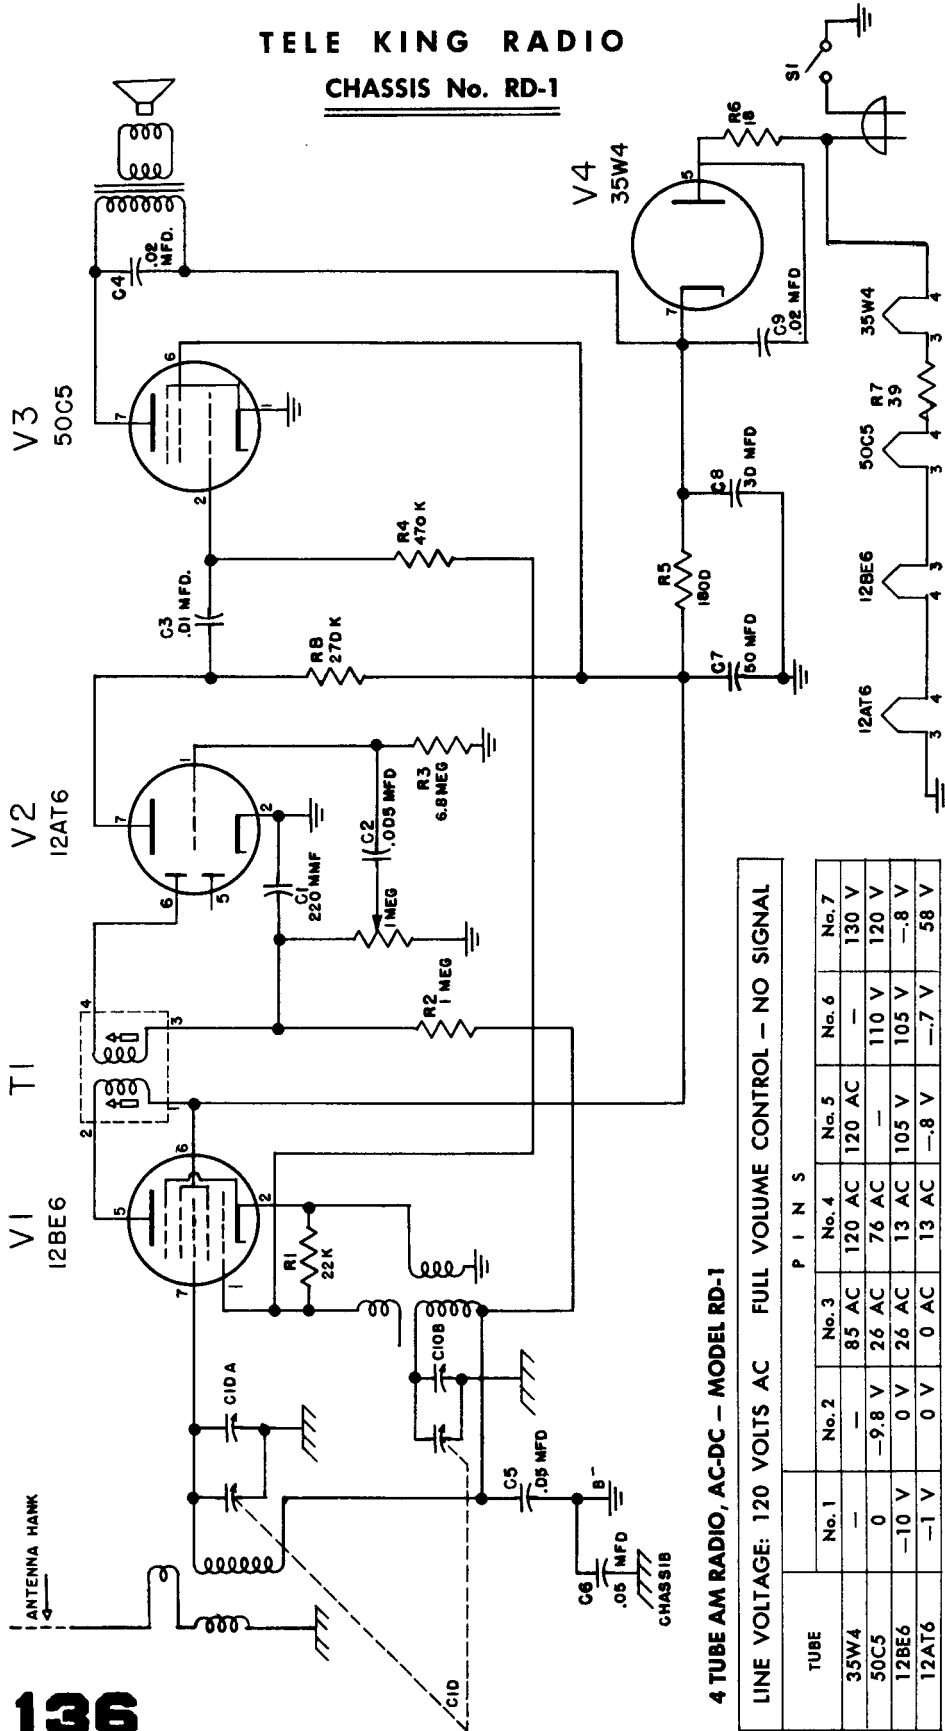 TELE KING RADIO
CHASSIS No. RD-1
136
ANTENNA HANK
V1
12BE6
T1
V2
12AT6
V3
50C5
V4
35W4
5
7
6
2
1
2
4
1
3
7
6
5
1
2
7
6
2
1
7
5
C10A
C10B
C10
R1
22K
R2
1 MEG
1 MEG
C1
220 MMF
C2
.005 MFD
R3
6.8 MEG
C3
.01 MFD.
R8
270K
R4
470K
C4
.02
MFD.
C5
.05 MFD
B-
C6
.05 MFD
CHASSIB
R5
1800
C7
50 MFD
C8
30 MFD
C9
.02 MFD
R6
18
S1
12AT6
12BE6
50C5
R7
39
35W4
3 4
4 3
3 4
3 4
4 TUBE AM RADIO, AC-DC – MODEL RD-1
LINE VOLTAGE: 120 VOLTS AC FULL VOLUME CONTROL – NO SIGNAL
TUBE PINS
No. 1 No. 2 No. 3 No. 4 No. 5 No. 6 No. 7
35W4 – – 85 AC 120 AC 120 AC – 130 V
50C5 0 –9.8 V 26 AC 76 AC – 110 V 120 V
12BE6 –10 V 0 V 26 AC 13 AC 105 V 105 V –.8 V
12AT6 –1 V 0 V 0 AC 13 AC –.8 V –.7 V 58 V